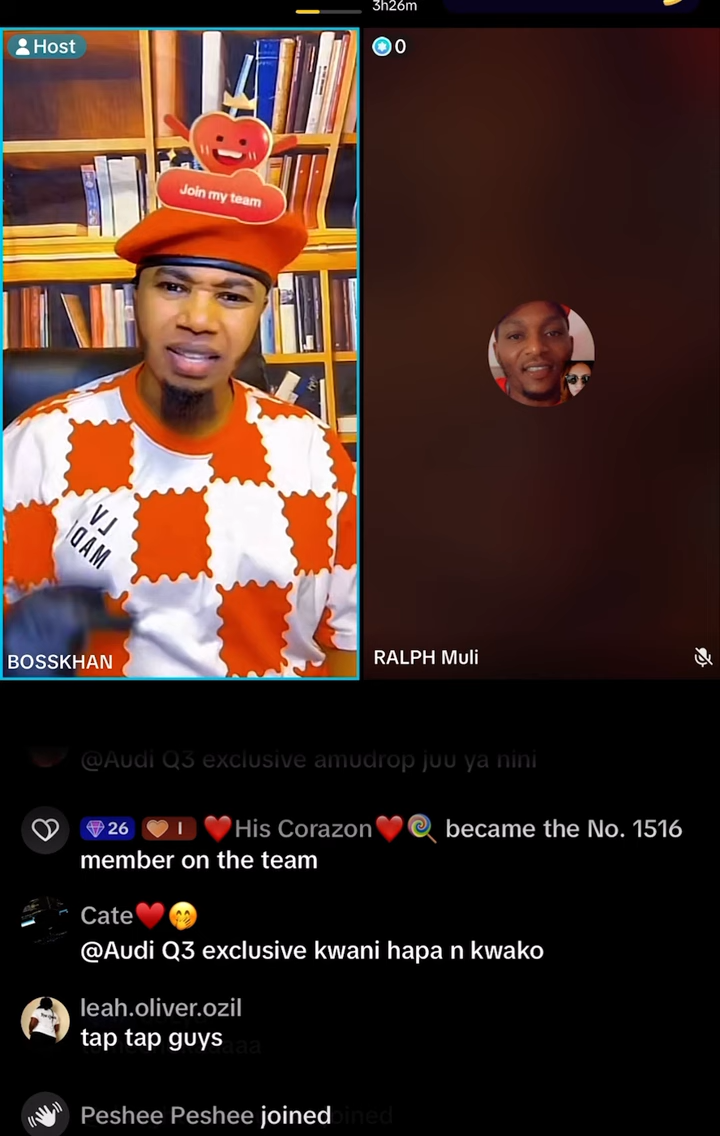 3h26m
Host
0
Join my team
LV
MADE
BOSSKHAN
RALPH Muli
@Audi Q3 exclusive amudrop juu ya nini
26 I ❤️His Corazon❤️🍭 became the No. 1516
member on the team
Cate❤️🤭
@Audi Q3 exclusive kwani hapa n kwako
leah.oliver.ozil
tap tap guys
Peshee Peshee joined